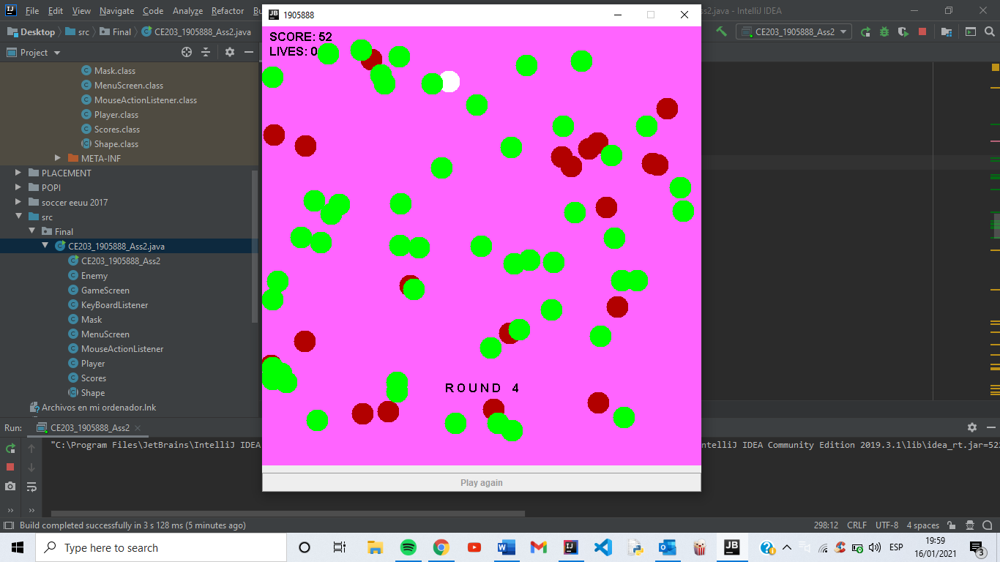 File Edit View Navigate Code Analyze Refactor
1905888
ss2.java - IntelliJ IDEA
Desktop src Final CE203_1905888_Ass2.java
CE203_1905888_Ass2
Project
Mask.class
MenuScreen.class
MouseActionListener.class
Player.class
Scores.class
Shape.class
META-INF
PLACEMENT
POPI
soccer eeuu 2017
src
Final
CE203_1905888_Ass2.java
CE203_1905888_Ass2
Enemy
GameScreen
KeyBoardListener
Mask
MenuScreen
MouseActionListener
Player
Scores
Shape
Archivos en mi ordenador.lnk
SCORE: 52
LIVES: 0
ROUND 4
Play again
Run: CE203_1905888_Ass2
"C:\Program Files\JetBrains\IntelliJ IDEA
ntelliJ IDEA Community Edition 2019.3.1\lib\idea_rt.jar=52
Build completed successfully in 3 s 128 ms (5 minutes ago)
298:12 CRLF UTF-8 4 spaces
Type here to search
ESP
19:59
16/01/2021
3